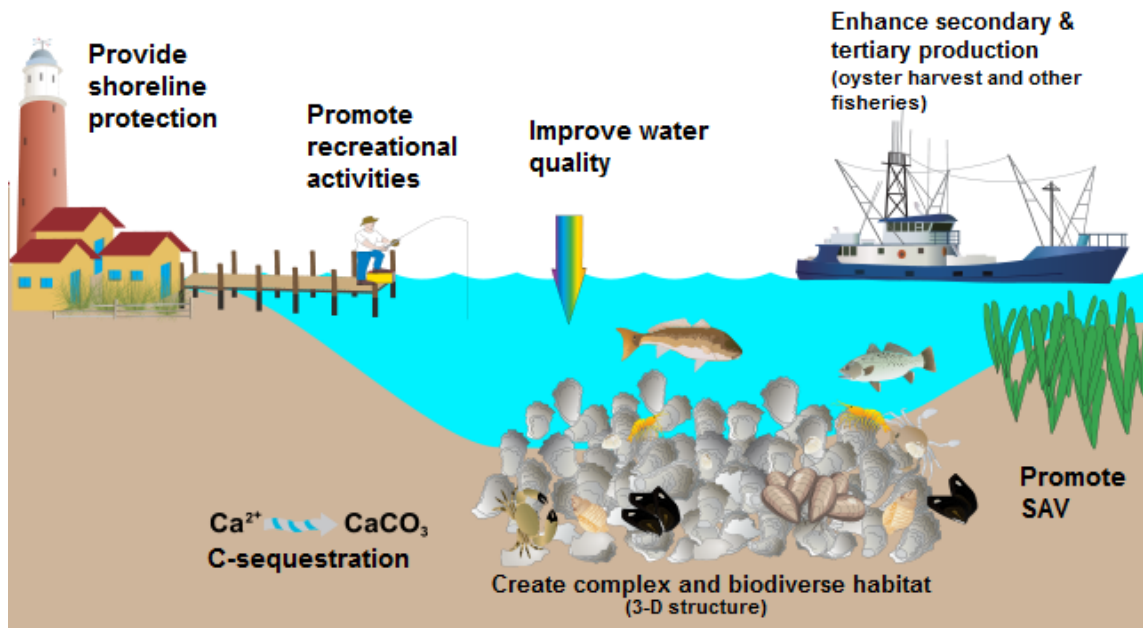 Provide
shoreline
protection
Promote
recreational
activities
Improve water
quality
Enhance secondary &
tertiary production
(oyster harvest and other
fisheries)
Promote
SAV
Ca²⁺ CaCO₃
C-sequestration
Create complex and biodiverse habitat
(3-D structure)